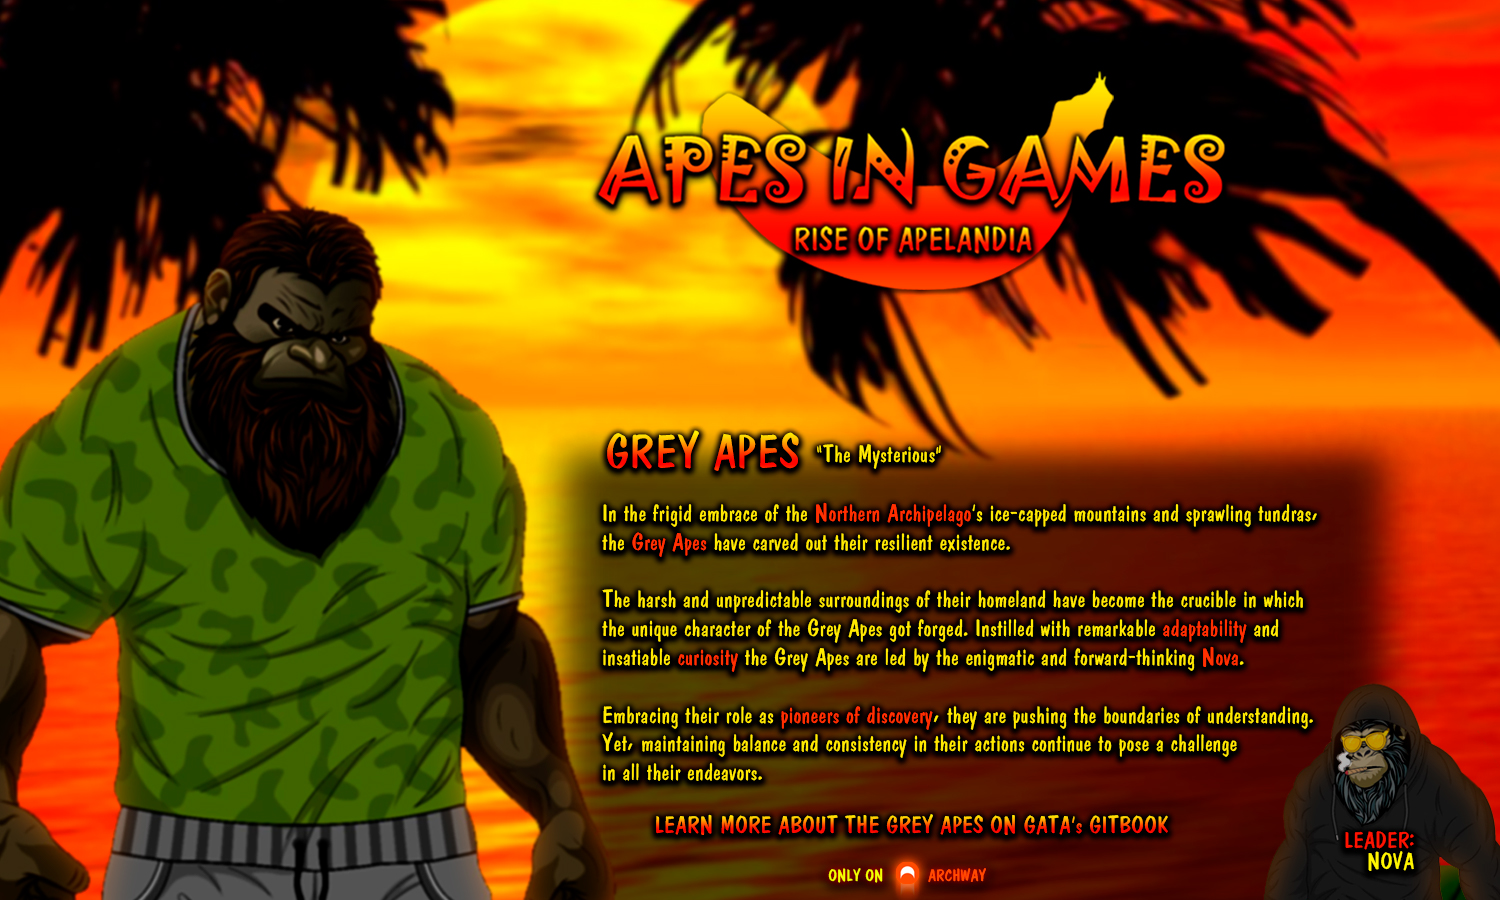 APES IN GAMES
RISE OF APELANDIA
GREY APES "The Mysterious"
In the frigid embrace of the Northern Archipelago's ice-capped mountains and sprawling tundras,
the Grey Apes have carved out their resilient existence.
The harsh and unpredictable surroundings of their homeland have become the crucible in which
the unique character of the Grey Apes got forged. Instilled with remarkable adaptability and
insatiable curiosity the Grey Apes are led by the enigmatic and forward-thinking Nova.
Embracing their role as pioneers of discovery, they are pushing the boundaries of understanding.
Yet, maintaining balance and consistency in their actions continue to pose a challenge
in all their endeavors.
LEARN MORE ABOUT THE GREY APES ON GATA's GITBOOK
LEADER:
NOVA
ONLY ON ARCHWAY